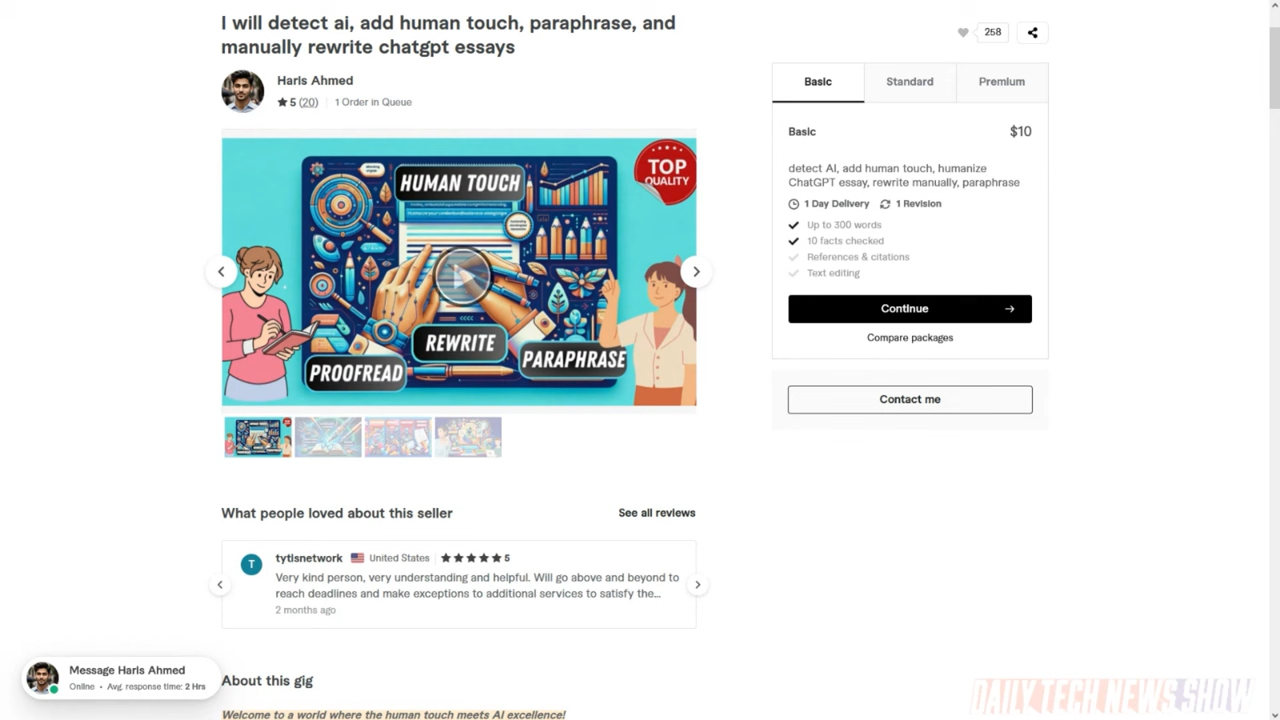 I will detect ai, add human touch, paraphrase, and
manually rewrite chatgpt essays
258
Haris Ahmed
5 (20)
1 Order in Queue
Basic
Standard
Premium
Basic
$10
detect AI, add human touch, humanize
ChatGPT essay, rewrite manually, paraphrase
1 Day Delivery
1 Revision
Up to 300 words
10 facts checked
References & citations
Text editing
Continue
Compare packages
Contact me
TOP
QUALITY
HUMAN TOUCH
REWRITE
PARAPHRASE
PROOFREAD
What people loved about this seller
See all reviews
T
tytisnetwork
United States
5
Very kind person, very understanding and helpful. Will go above and beyond to
reach deadlines and make exceptions to additional services to satisfy the...
2 months ago
Message Haris Ahmed
Online • Avg. response time: 2 Hrs
About this gig
Welcome to a world where the human touch meets AI excellence!
DAILY TECH NEWS SHOW